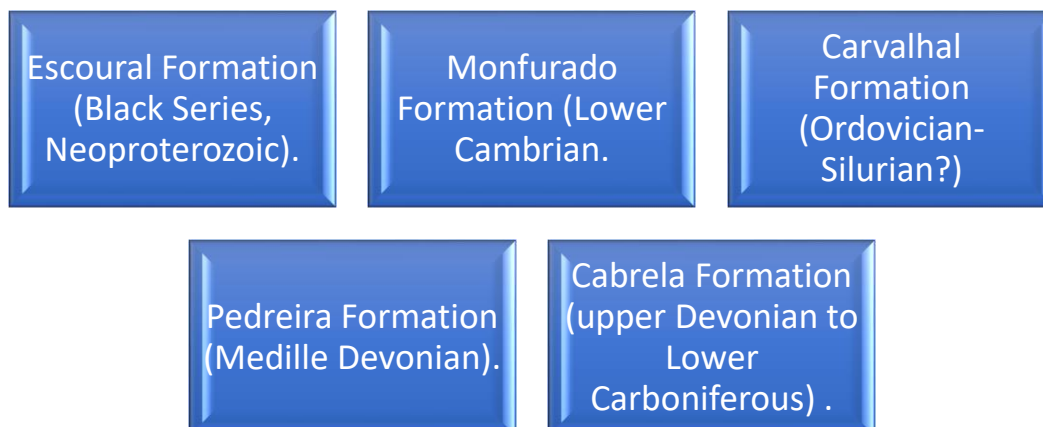 Escoural Formation
(Black Series,
Neoproterozoic).
Monfurado
Formation (Lower
Cambrian.
Carvalhal
Formation
(Ordovician-
Silurian?)
Pedreira Formation
(Medille Devonian).
Cabrela Formation
(upper Devonian to
Lower
Carboniferous) .